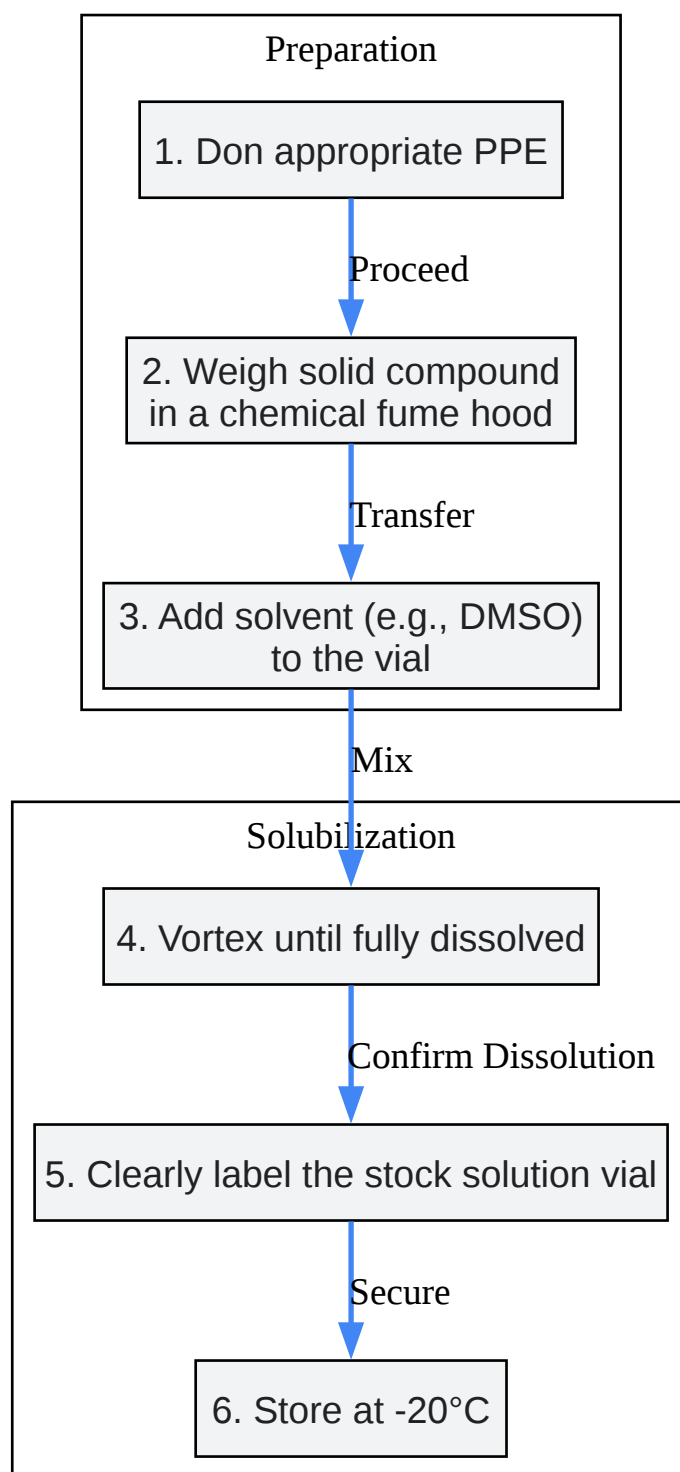 Preparation
1. Don appropriate PPE
Proceed
2. Weigh solid compound
in a chemical fume hood
Transfer
3. Add solvent (e.g., DMSO)
to the vial
Mix
Solubilization
4. Vortex until fully dissolved
Confirm Dissolution
5. Clearly label the stock solution vial
Secure
6. Store at -20°C